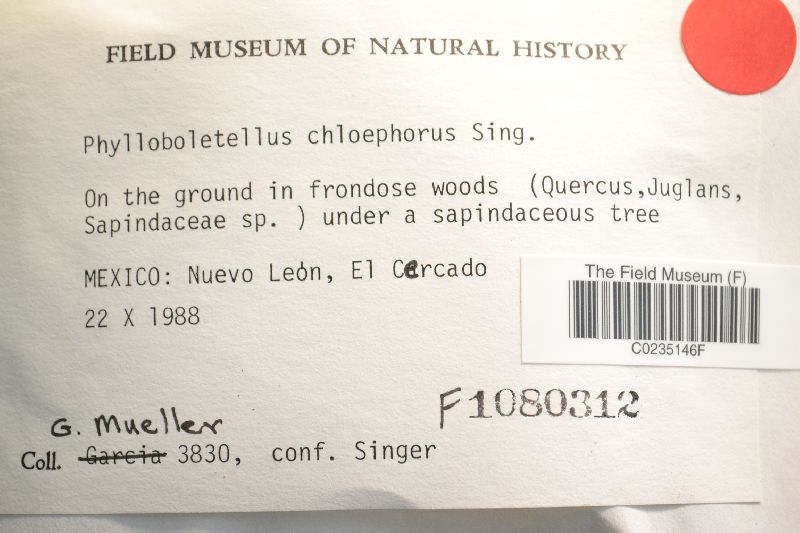 FIELD MUSEUM OF NATURAL HISTORY
Phylloboletellus chloephorus Sing.
On the ground in frondose woods (Quercus,Juglans,
Sapindaceae sp. ) under a sapindaceous tree
MEXICO: Nuevo León, El Cercado
22 X 1988
The Field Museum (F)
C0235146F
F1080312
G. Mueller
Coll. Garcia 3830, conf. Singer